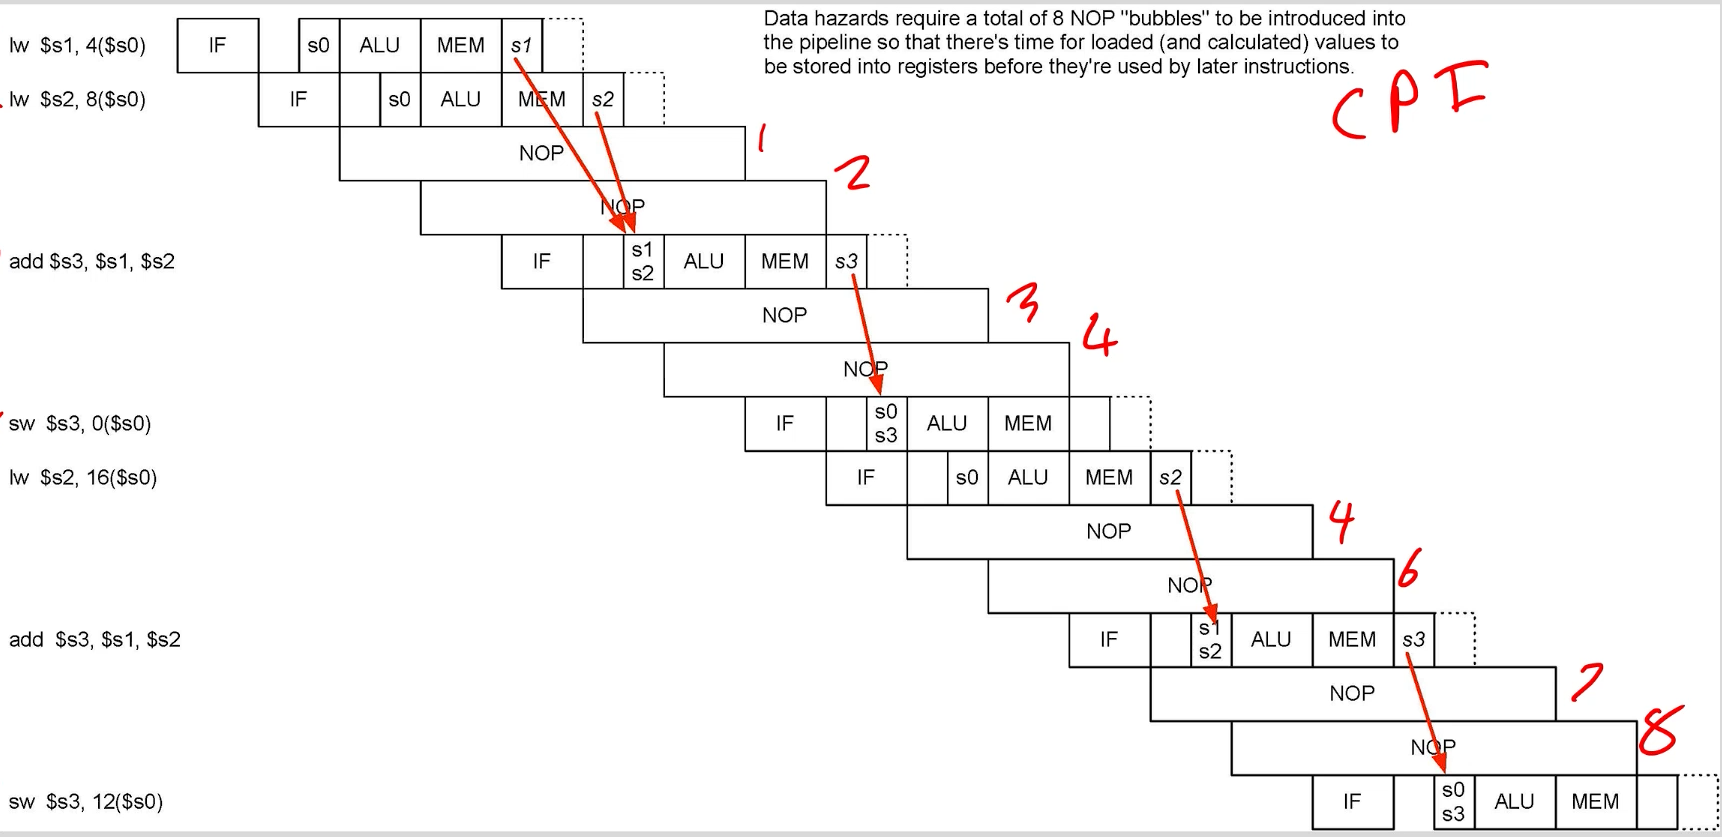 Data hazards require a total of 8 NOP "bubbles" to be introduced into
the pipeline so that there's time for loaded (and calculated) values to
be stored into registers before they're used by later instructions.
CPI
lw $s1, 4($s0) IF s0 ALU MEM s1
lw $s2, 8($s0) IF s0 ALU MEM s2
NOP 1
NOP 2
add $s3, $s1, $s2 IF s1 s2 ALU MEM s3
NOP 3
NOP 4
sw $s3, 0($s0) IF s0 s3 ALU MEM
lw $s2, 16($s0) IF s0 ALU MEM s2
NOP 4
NOP 6
add $s3, $s1, $s2 IF s1 s2 ALU MEM s3
NOP 7
NOP 8
sw $s3, 12($s0) IF s0 s3 ALU MEM